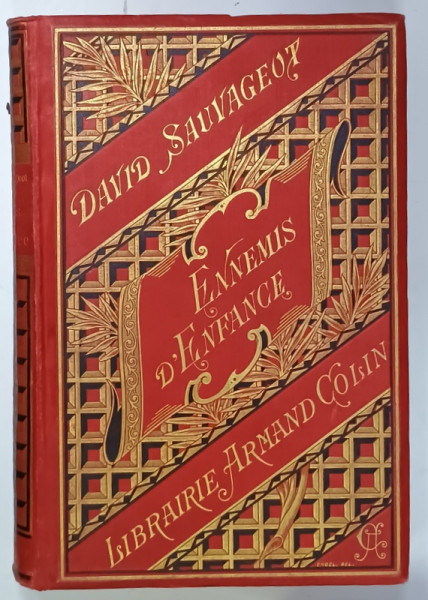 DAVID SAUVAGEOT
ENNEMIS
D'ENFANCE
LIBRAIRIE ARMAND COLIN